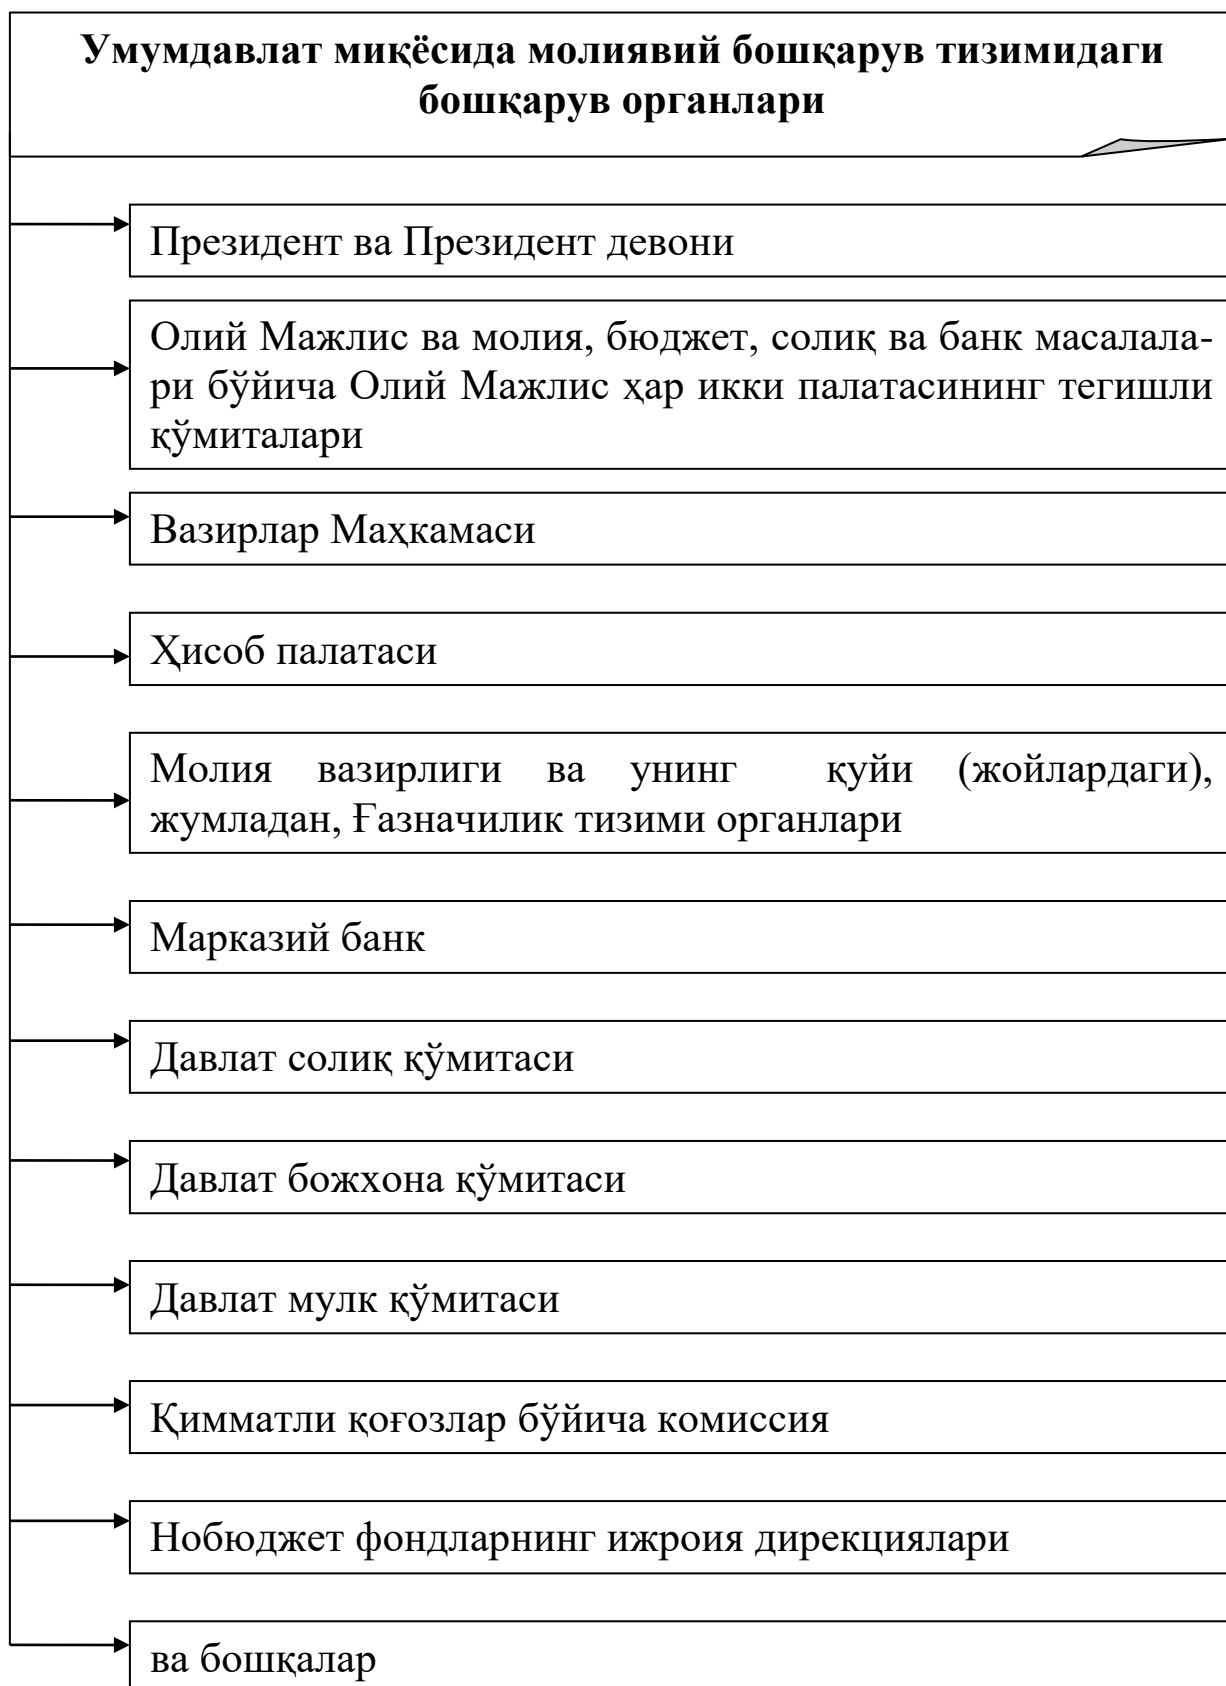 Умумдавлат миқёсида молиявий бошқарув тизимидаги
бошқарув органлари
Президент ва Президент девони
Олий Мажлис ва молия, бюджет, солиқ ва банк масалала-
ри бўйича Олий Мажлис ҳар икки палатасининг тегишли
қўмиталари
Вазирлар Маҳкамаси
Ҳисоб палатаси
Молия вазирлиги ва унинг қуйи (жойлардаги),
жумладан, Ғазначилик тизими органлари
Марказий банк
Давлат солиқ қўмитаси
Давлат божхона қўмитаси
Давлат мулк қўмитаси
Қимматли қоғозлар бўйича комиссия
Нобюджет фондларнинг ижроия дирекциялари
ва бошқалар